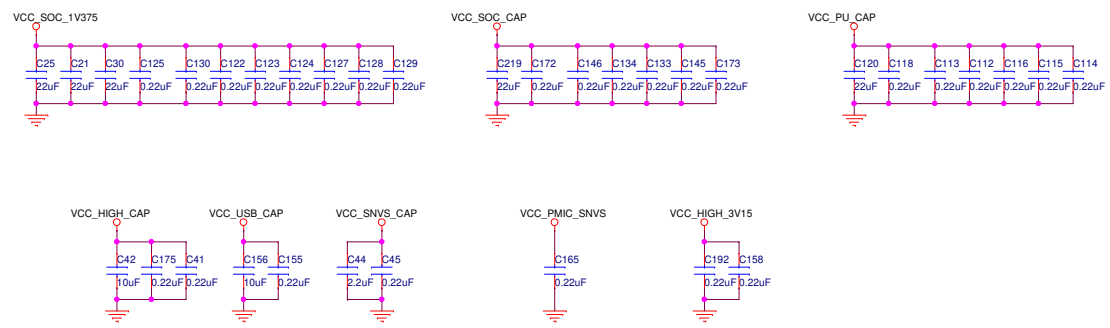 VCC_SOC_1V375
VCC_SOC_CAP
VCC_PU_CAP
C25 C21 C30 C125 C130 C122 C123 C124 C127 C128 C129
22uF 22uF 22uF 0.22uF 0.22uF 0.22uF 0.22uF 0.22uF 0.22uF 0.22uF 0.22uF
C219 C172 C146 C134 C133 C145 C173
22uF 0.22uF 0.22uF 0.22uF 0.22uF 0.22uF 0.22uF
C120 C118 C113 C112 C116 C115 C114
22uF 0.22uF 0.22uF 0.22uF 0.22uF 0.22uF 0.22uF
VCC_HIGH_CAP
VCC_USB_CAP
VCC_SNVS_CAP
VCC_PMIC_SNVS
VCC_HIGH_3V15
C42 C175 C41
10uF 0.22uF 0.22uF
C156 C155
10uF 0.22uF
C44 C45
2.2uF 0.22uF
C165
0.22uF
C192 C158
0.22uF 0.22uF